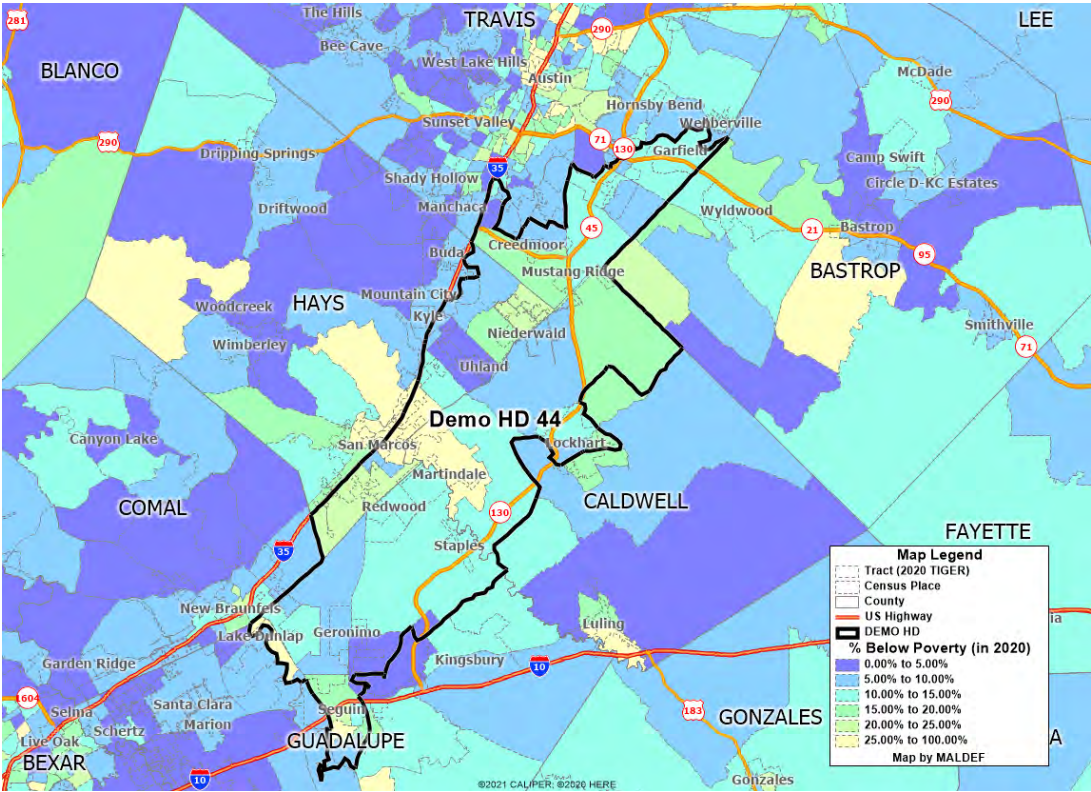 281
The Hills
TRAVIS
290
LEE
Bee Cave
BLANCO
West Lake Hills
McDade
Austin
290
Hornsby Bend
Sunset Valley
Webberville
290
71
130
Garfield
Dripping Springs
35
Camp Swift
Shady Hollow
Circle D-KC Estates
Driftwood
Manchaca
Wyldwood
45
21
Bastrop
Creedmoor
Buda
95
Mustang Ridge
BASTROP
Mountain City
HAYS
Woodcreek
Kyle
Smithville
Niederwald
Wimberley
71
Uhland
Demo HD 44
Canyon Lake
San Marcos
Lockhart
Martindale
COMAL
CALDWELL
Redwood
130
FAYETTE
Staples
35
Map Legend
Tract (2020 TIGER)
Census Place
County
US Highway
DEMO HD
% Below Poverty (in 2020)
0.00% to 5.00%
5.00% to 10.00%
10.00% to 15.00%
15.00% to 20.00%
20.00% to 25.00%
25.00% to 100.00%
Map by MALDEF
New Braunfels
Luling
Lake Dunlap
Geronimo
Garden Ridge
Kingsbury
10
1604
Santa Clara
Selma
Seguin
183
Marion
GONZALES
Schertz
Live Oak
GUADALUPE
BEXAR
10
Gonzales
©2021 CALIPER; ©2020 HERE